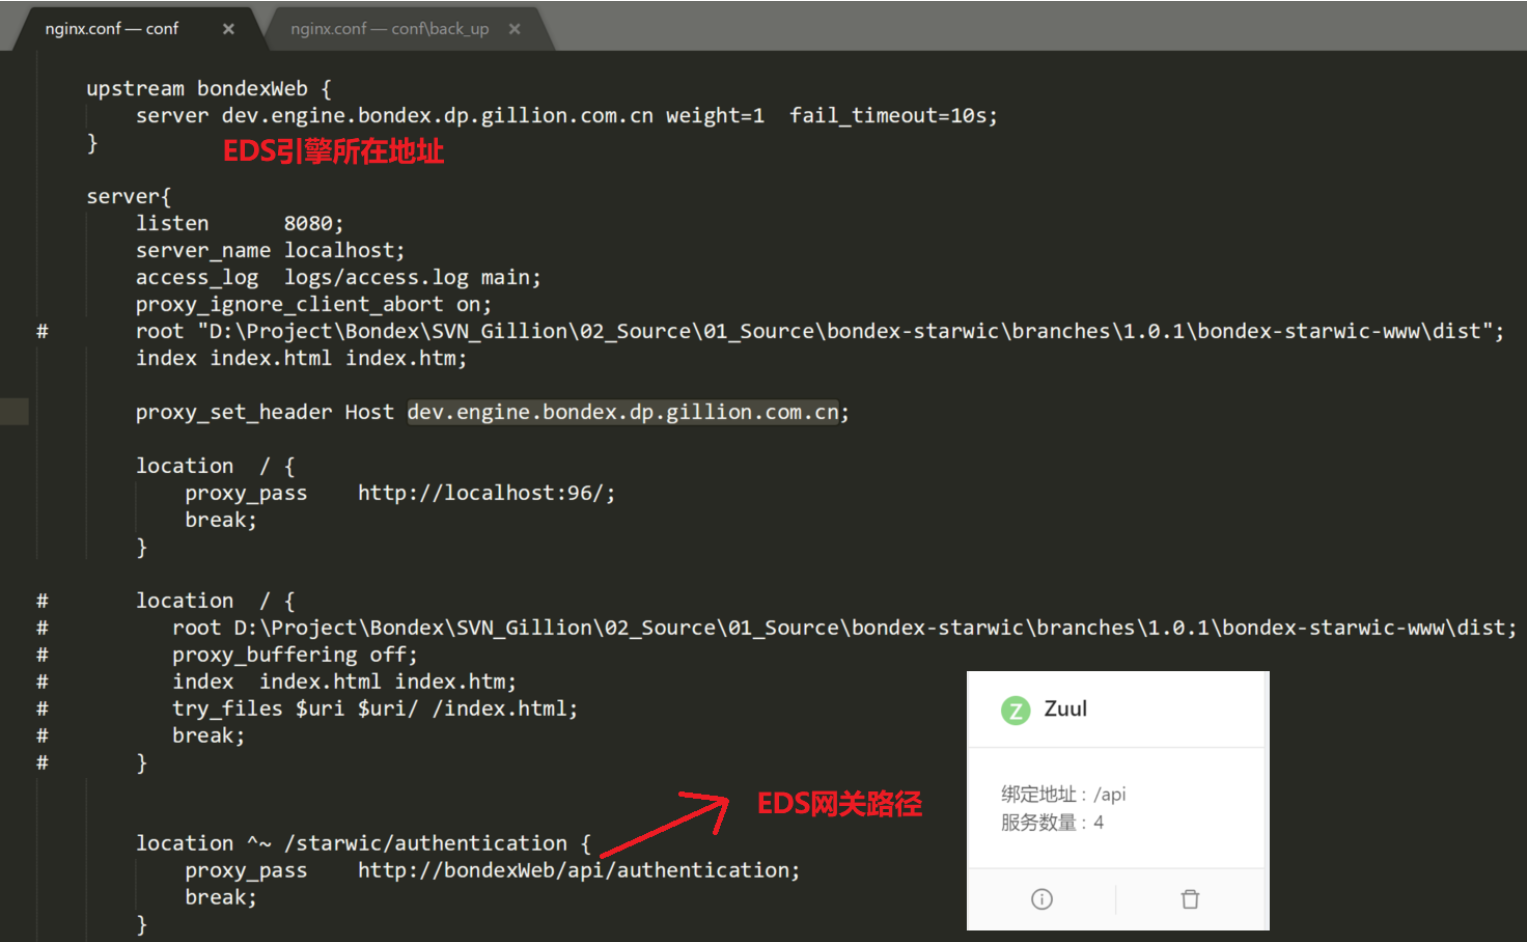 nginx.conf — conf ×
nginx.conf — conf\back_up ×
upstream bondexWeb {
server dev.engine.bondex.dp.gillion.com.cn weight=1  fail_timeout=10s;
}
EDS引擎所在地址
server{
listen      8080;
server_name localhost;
access_log  logs/access.log main;
proxy_ignore_client_abort on;
#       root "D:\Project\Bondex\SVN_Gillion\02_Source\01_Source\bondex-starwic\branches\1.0.1\bondex-starwic-www\dist";
index index.html index.htm;
proxy_set_header Host dev.engine.bondex.dp.gillion.com.cn;
location  / {
proxy_pass    http://localhost:96/;
break;
}
#       location  / {
#          root D:\Project\Bondex\SVN_Gillion\02_Source\01_Source\bondex-starwic\branches\1.0.1\bondex-starwic-www\dist;
#          proxy_buffering off;
#          index  index.html index.htm;
#          try_files $uri $uri/ /index.html;
#          break;
#       }
location ^~ /starwic/authentication {
proxy_pass    http://bondexWeb/api/authentication;
break;
}
EDS网关路径
Z Zuul
绑定地址 : /api
服务数量 : 4